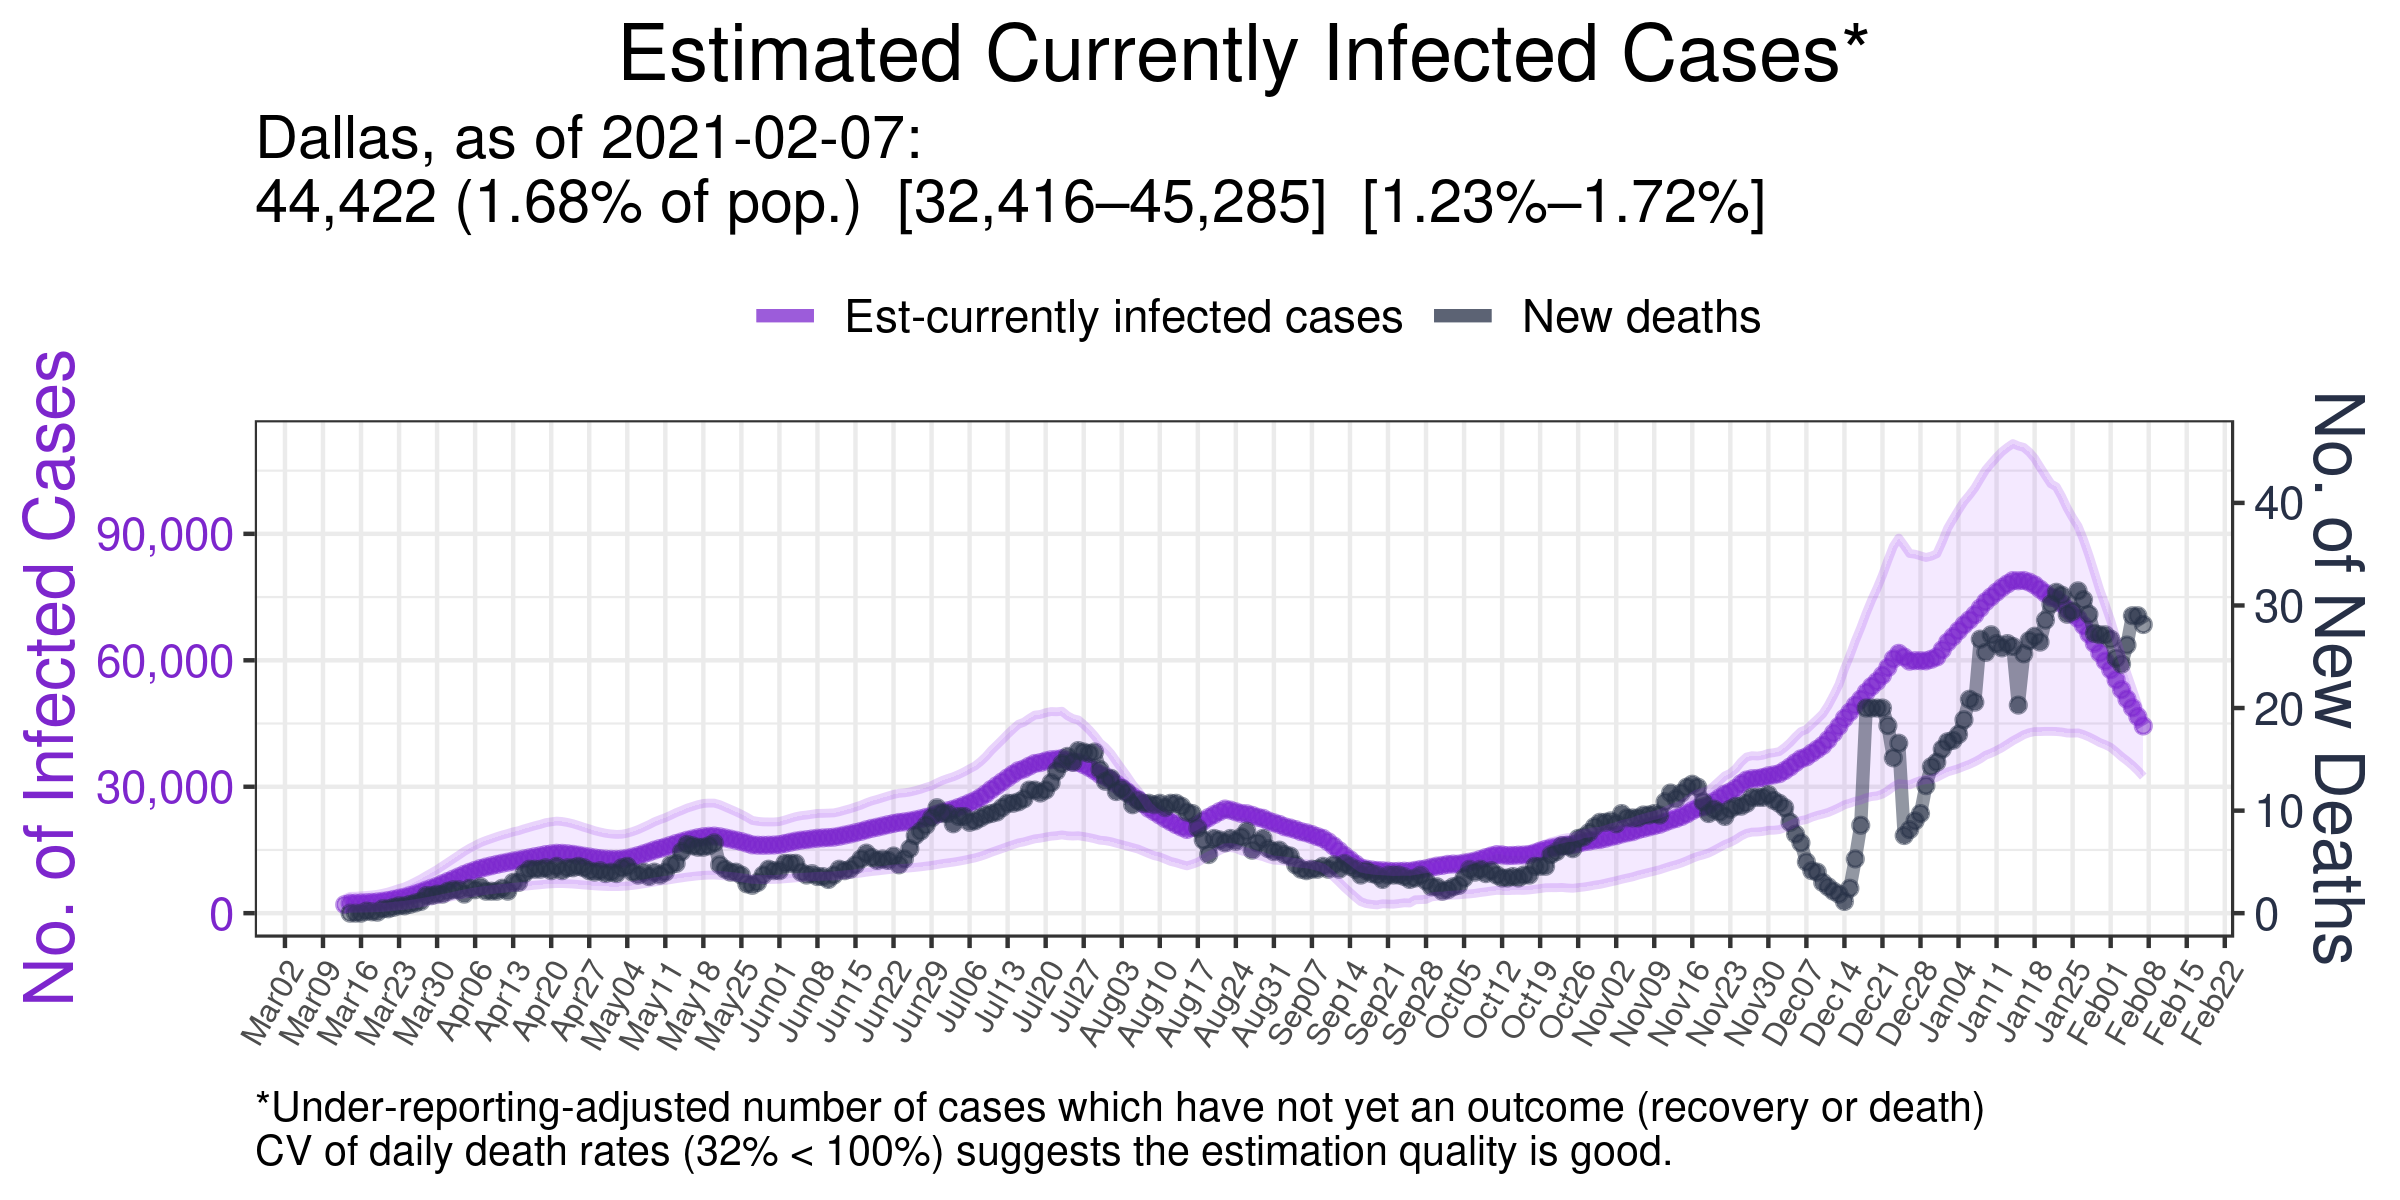 Estimated Currently Infected Cases*
Dallas, as of 2021-02-07:
44,422 (1.68% of pop.) [32,416–45,285] [1.23%–1.72%]
Est-currently infected cases New deaths
No. of Infected Cases
90,000
60,000
30,000
0
40
30
20
10
0
No. of New Deaths
Mar02 Mar09 Mar16 Mar23 Mar30 Apr06 Apr13 Apr20 Apr27 May04 May11 May18 May25 Jun01 Jun08 Jun15 Jun22 Jun29 Jul06 Jul13 Jul20 Jul27 Aug03 Aug10 Aug17 Aug24 Aug31 Sep07 Sep14 Sep21 Sep28 Oct05 Oct12 Oct19 Oct26 Nov02 Nov09 Nov16 Nov23 Nov30 Dec07 Dec14 Dec21 Dec28 Jan04 Jan11 Jan18 Jan25 Feb01 Feb08 Feb15 Feb22
*Under-reporting-adjusted number of cases which have not yet an outcome (recovery or death)
CV of daily death rates (32% < 100%) suggests the estimation quality is good.